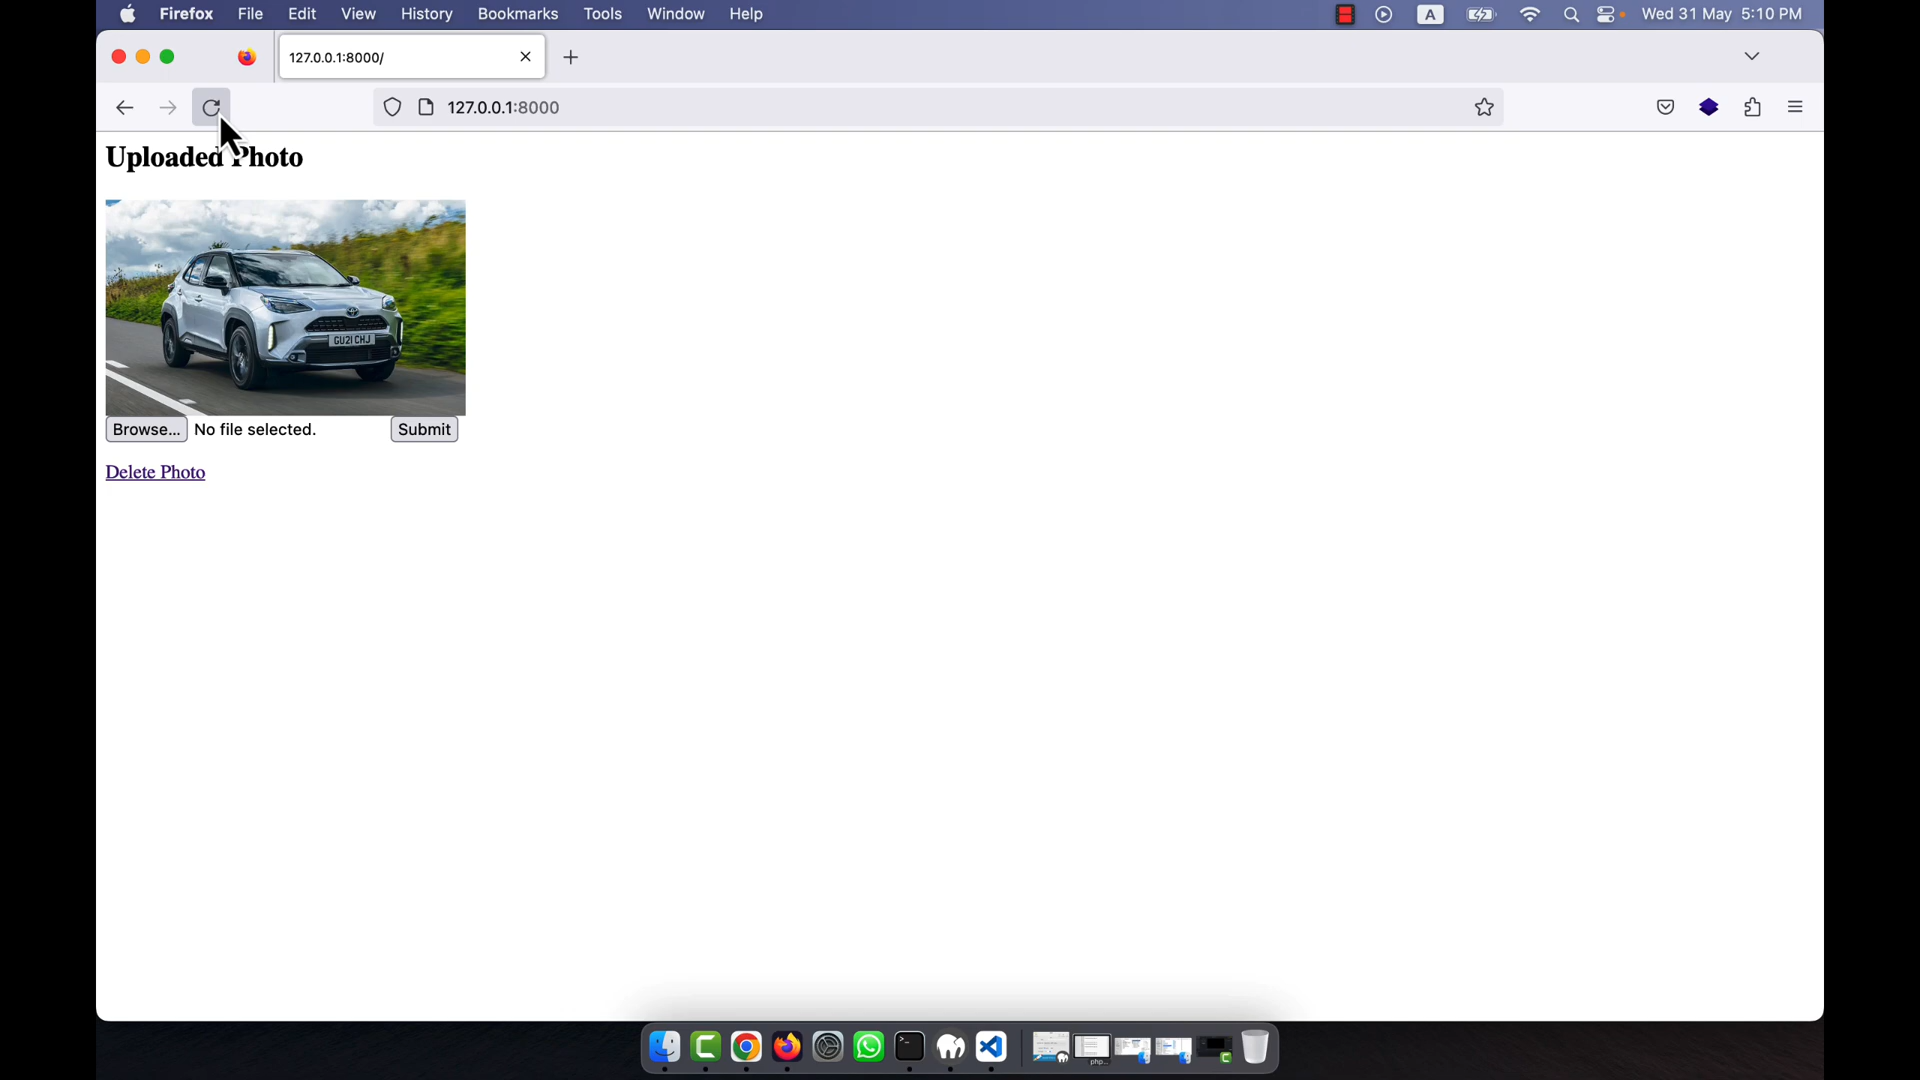 Firefox File Edit View History Bookmarks Tools Window Help A Wed 31 May 5:10 PM
127.0.0.1:8000/
127.0.0.1:8000
Uploaded Photo
GU21 CHJ
Browse... No file selected. Submit
Delete Photo
php...